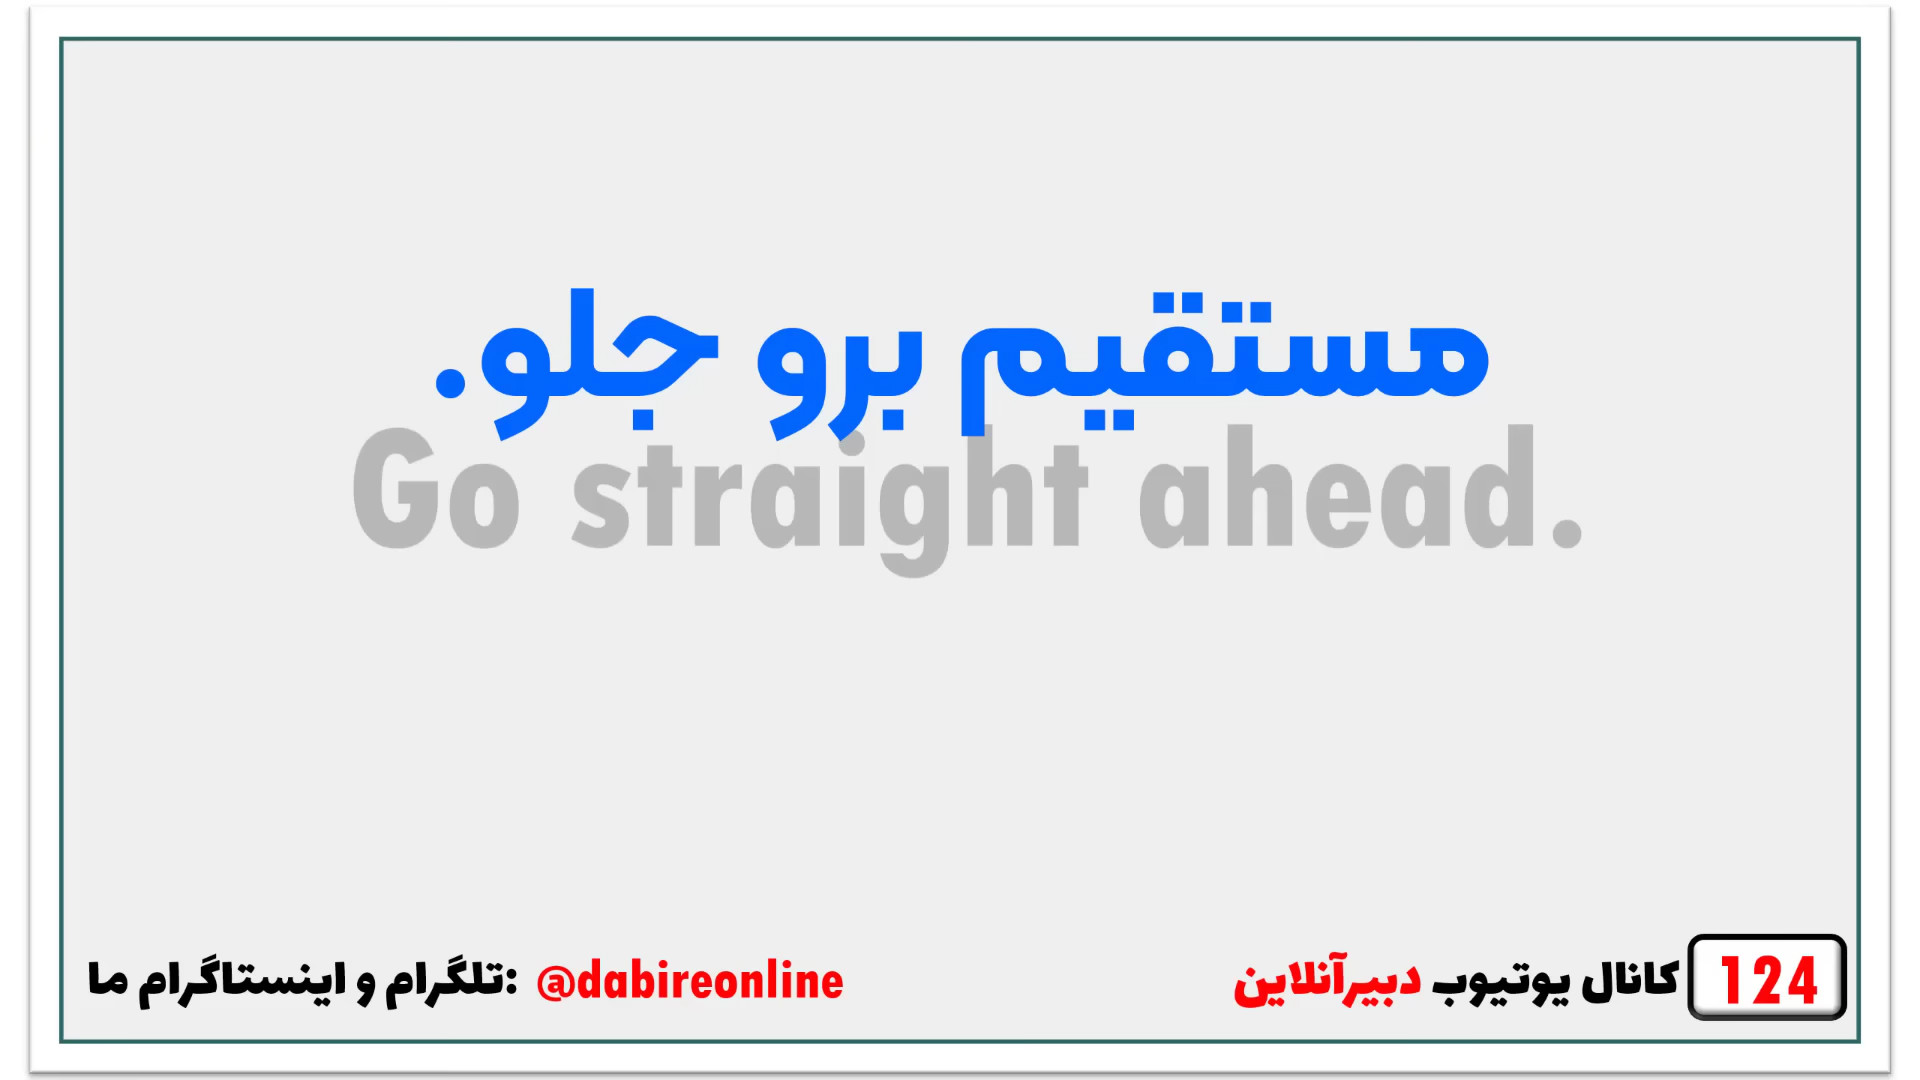 مستقیم برو جلو.
Go straight ahead.
124 کانال یوتیوب دبیرآنلاین
تلگرام و اینستاگرام ما: @dabireonline